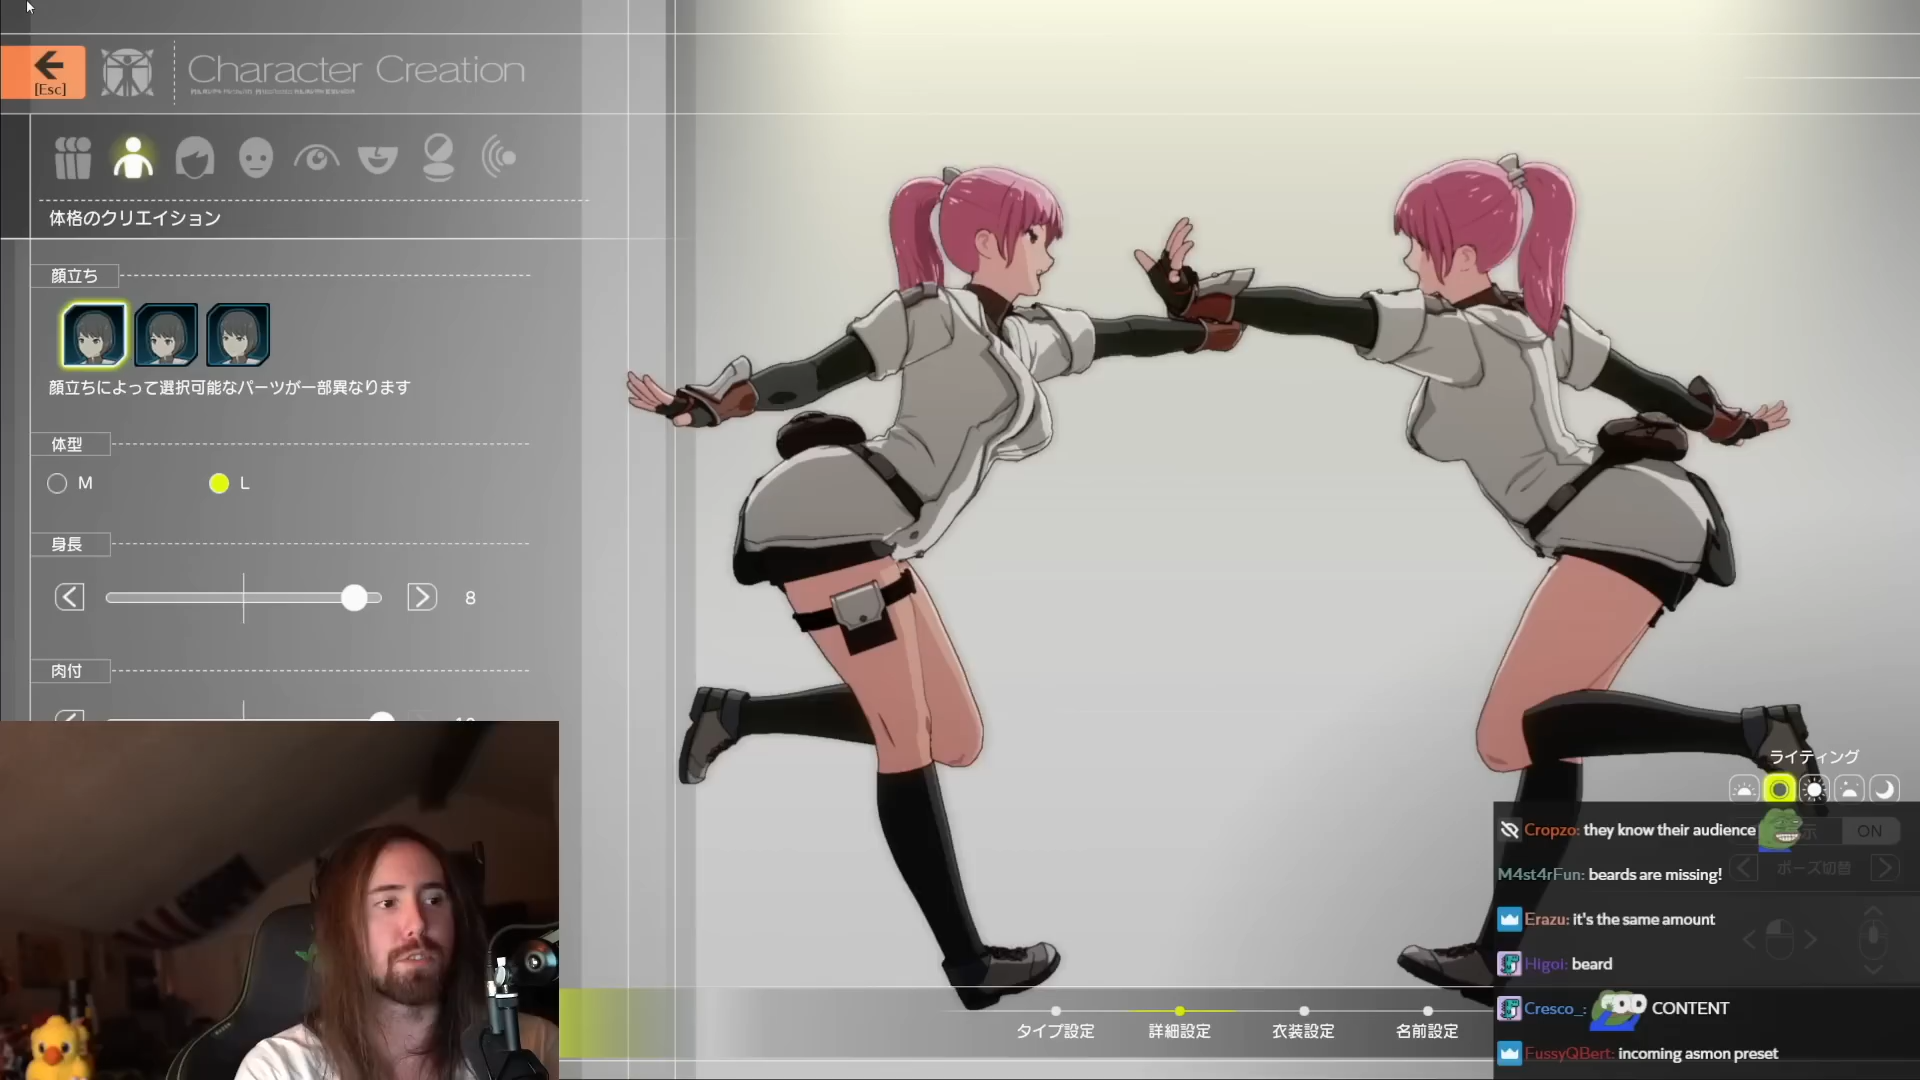 [Esc]
Character Creation
体格のクリエイション
顔立ち
顔立ちによって選択可能なパーツが一部異なります
体型
M
L
身長
8
肉付
ライティング
ON
ポーズ切替
Cropzo: they know their audience
M4st4rFun: beards are missing!
Erazu: it's the same amount
Higoi: beard
Cresco_: CONTENT
FussyQBert: incoming asmon preset
タイプ設定
詳細設定
衣装設定
名前設定